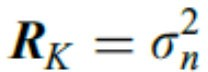 𝑹_K = σ_n^2